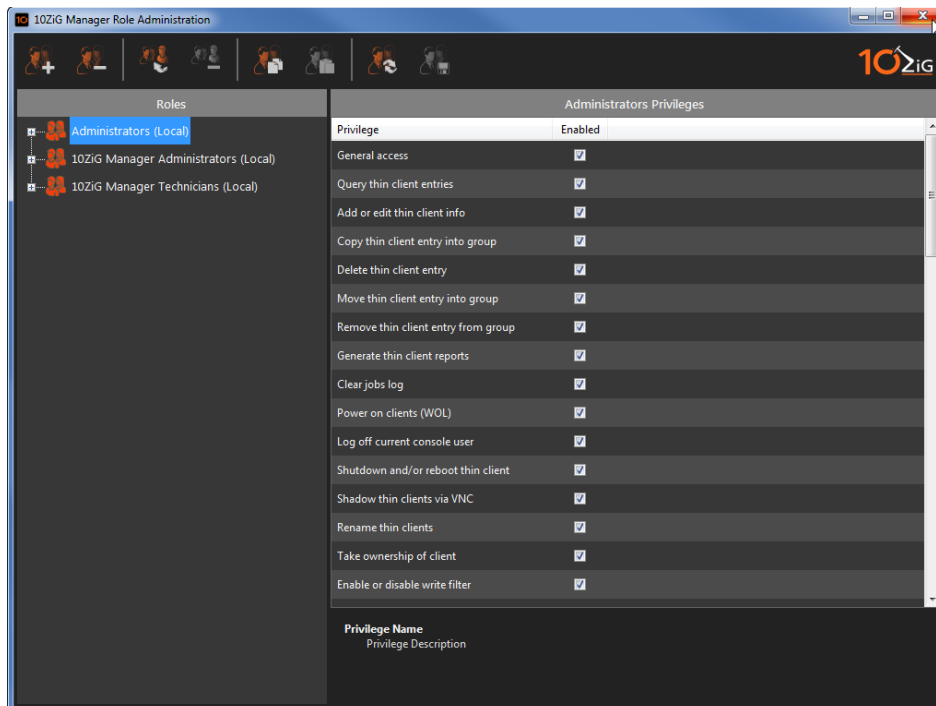 10 10ZiG Manager Role Administration
10ZiG
Roles
Administrators Privileges
Administrators (Local)
10ZiG Manager Administrators (Local)
10ZiG Manager Technicians (Local)
Privilege Enabled
General access
Query thin client entries
Add or edit thin client info
Copy thin client entry into group
Delete thin client entry
Move thin client entry into group
Remove thin client entry from group
Generate thin client reports
Clear jobs log
Power on clients (WOL)
Log off current console user
Shutdown and/or reboot thin client
Shadow thin clients via VNC
Rename thin clients
Take ownership of client
Enable or disable write filter
Privilege Name
Privilege Description